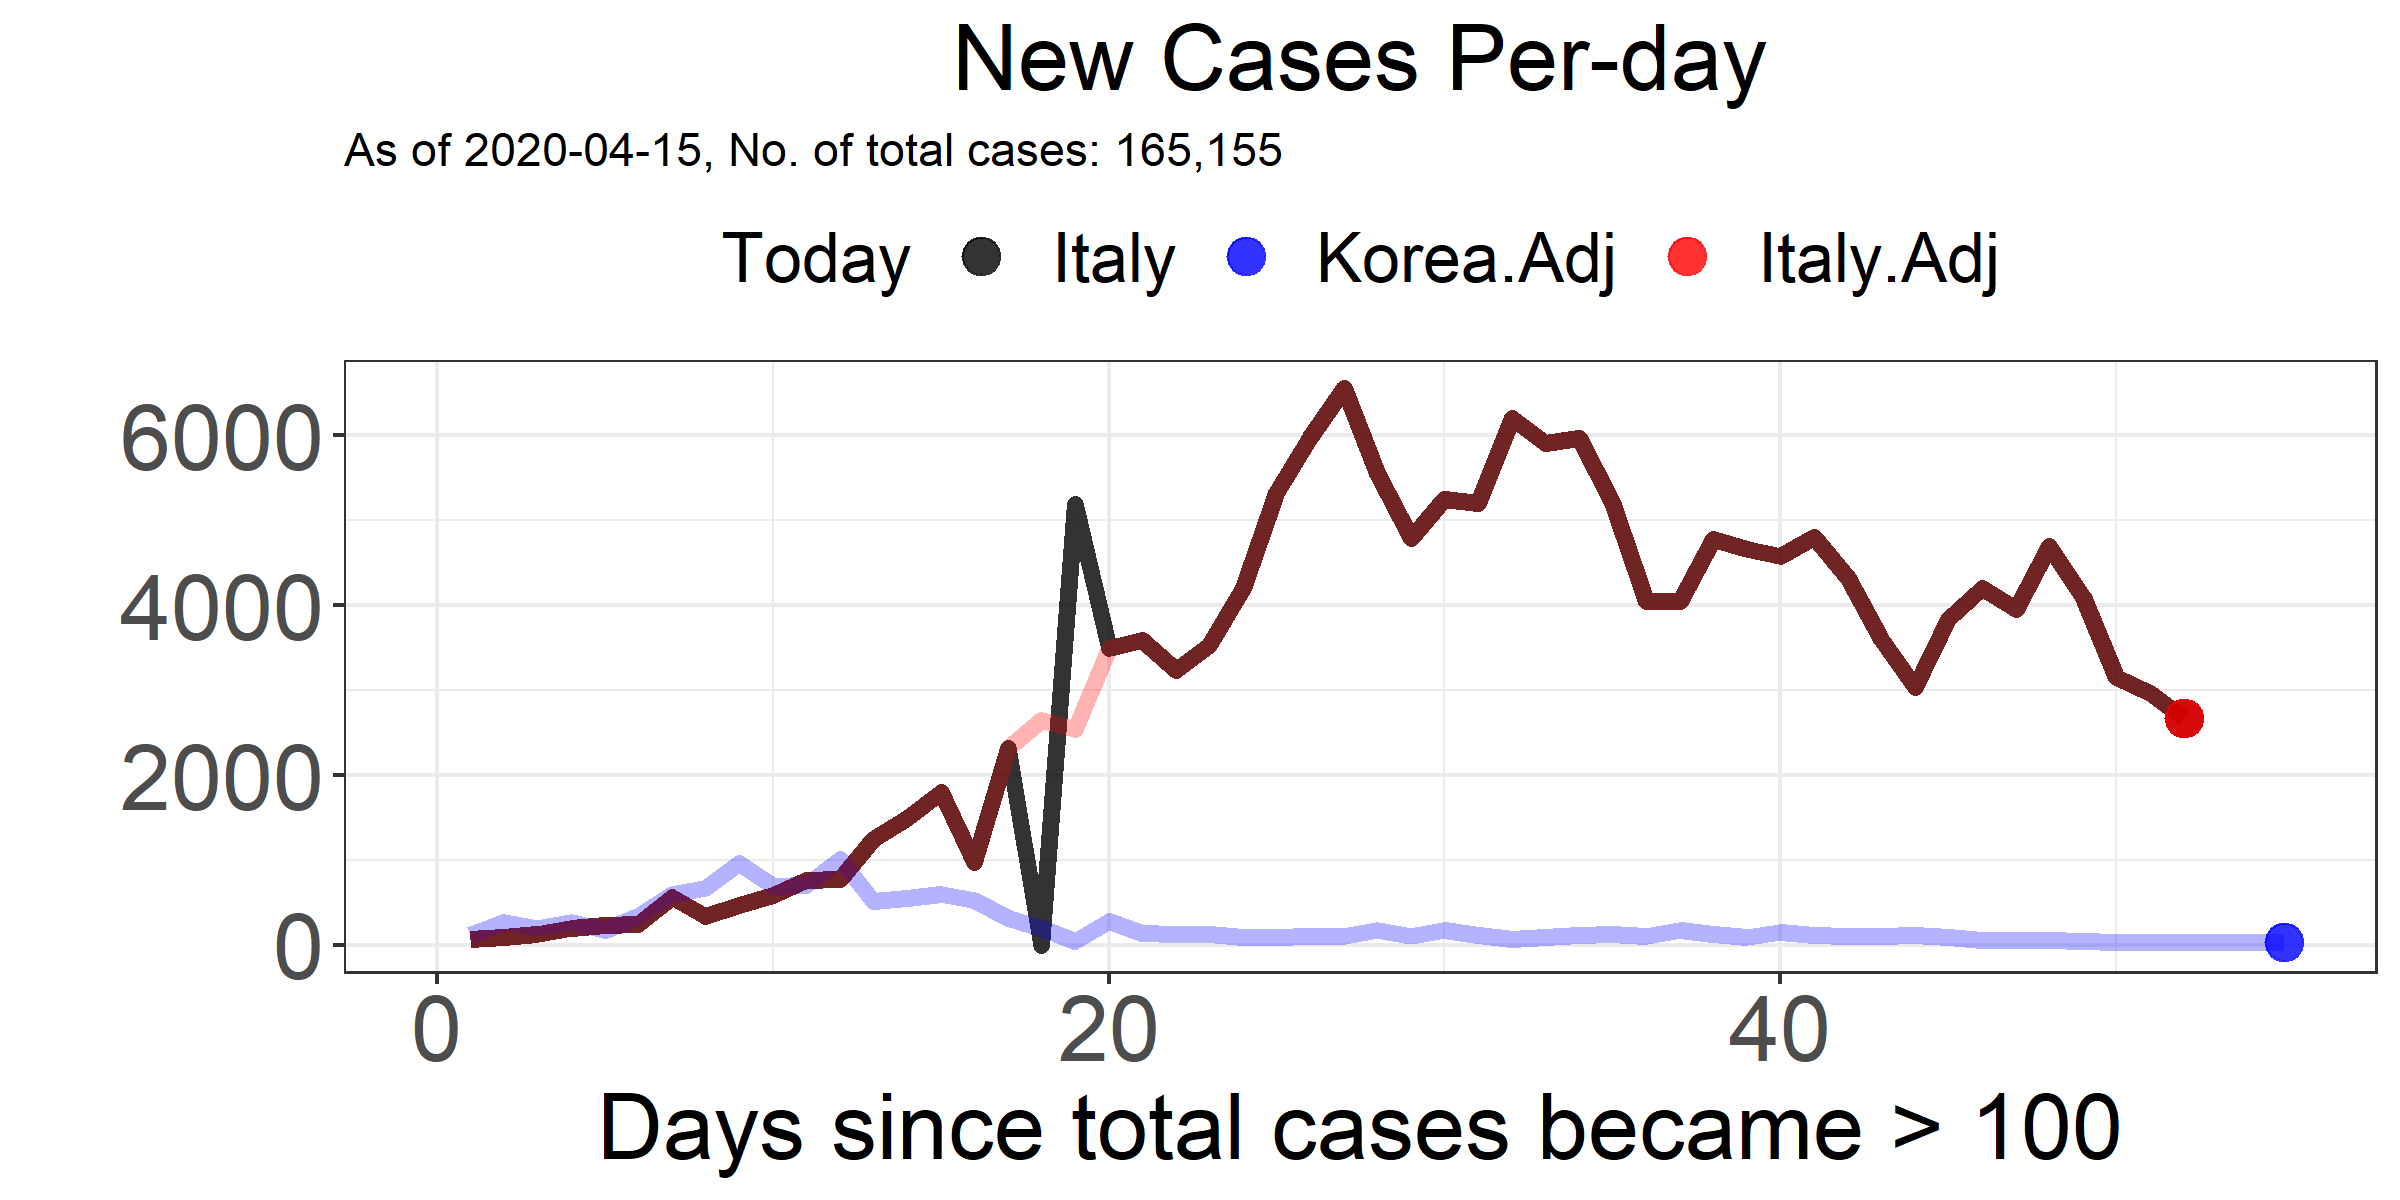 New Cases Per-day
As of 2020-04-15, No. of total cases: 165,155
Today Italy Korea.Adj Italy.Adj
6000
4000
2000
0
0 20 40
Days since total cases became > 100